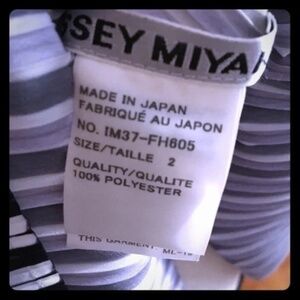 SSEY MIYA
MADE IN JAPAN
FABRIQUÉ AU JAPON
NO. IM37-FH605
SIZE/TAILLE 2
QUALITY/QUALITE
100% POLYESTER
THIS GARMENT